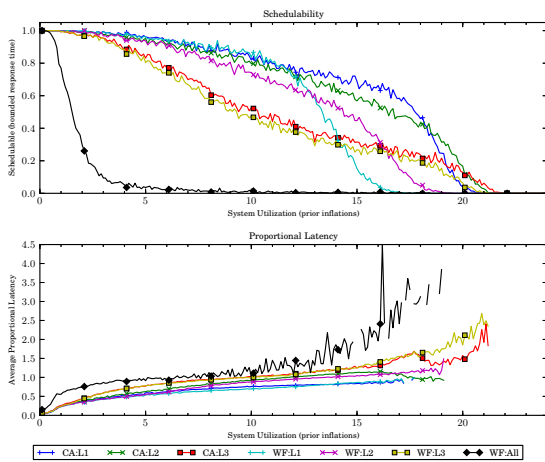 Schedulability
Schedulable (bounded response time)
1.0
0.8
0.6
0.4
0.2
0.0
0 5 10 15 20
System Utilization (prior inflations)
Proportional Latency
Average Proportional Latency
4.5
4.0
3.5
3.0
2.5
2.0
1.5
1.0
0.5
0.0
0 5 10 15 20
System Utilization (prior inflations)
CA:L1 CA:L2 CA:L3 WF:L1 WF:L2 WF:L3 WF:All